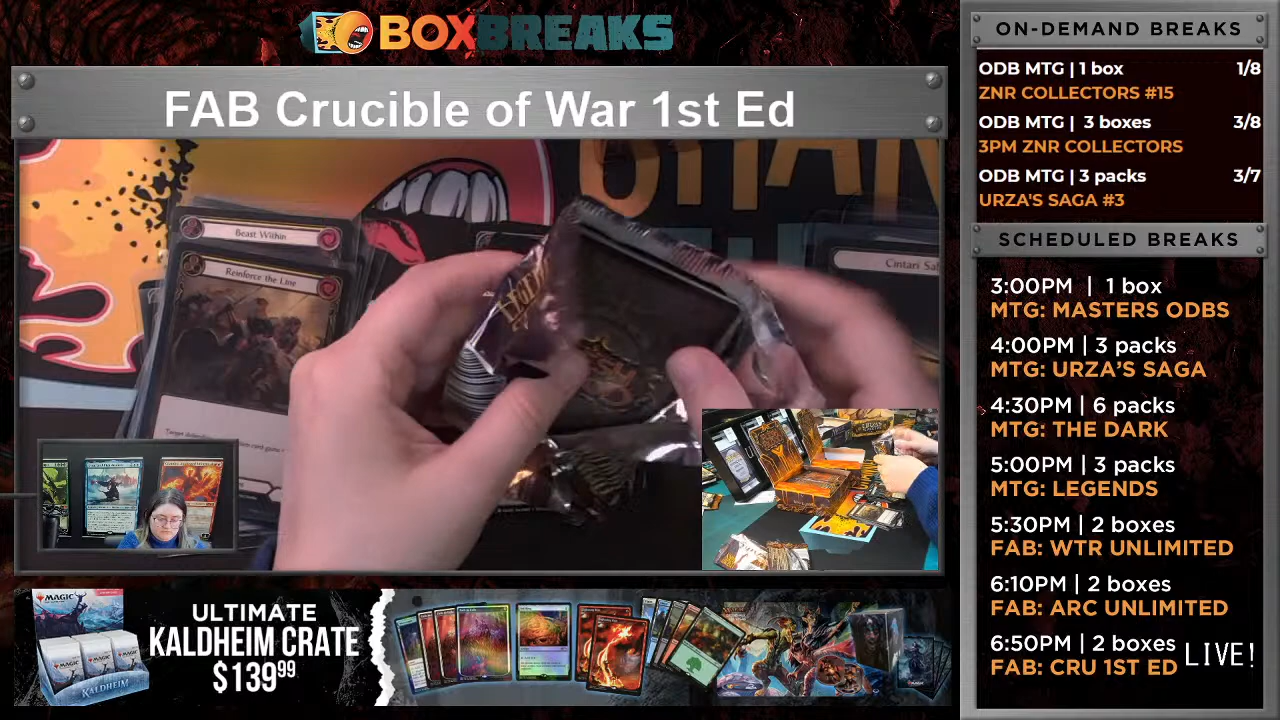 BOXBREAKS
FAB Crucible of War 1st Ed
Beast Within
Reinforce the Line
Cintari
MAGIC
KALDHEIM
ULTIMATE
KALDHEIM CRATE
$139⁹⁹
ON-DEMAND BREAKS
ODB MTG | 1 box 1/8
ZNR COLLECTORS #15
ODB MTG | 3 boxes 3/8
3PM ZNR COLLECTORS
ODB MTG | 3 packs 3/7
URZA'S SAGA #3
SCHEDULED BREAKS
3:00PM | 1 box
MTG: MASTERS ODBS
4:00PM | 3 packs
MTG: URZA'S SAGA
4:30PM | 6 packs
MTG: THE DARK
5:00PM | 3 packs
MTG: LEGENDS
5:30PM | 2 boxes
FAB: WTR UNLIMITED
6:10PM | 2 boxes
FAB: ARC UNLIMITED
6:50PM | 2 boxes
FAB: CRU 1ST ED LIVE!